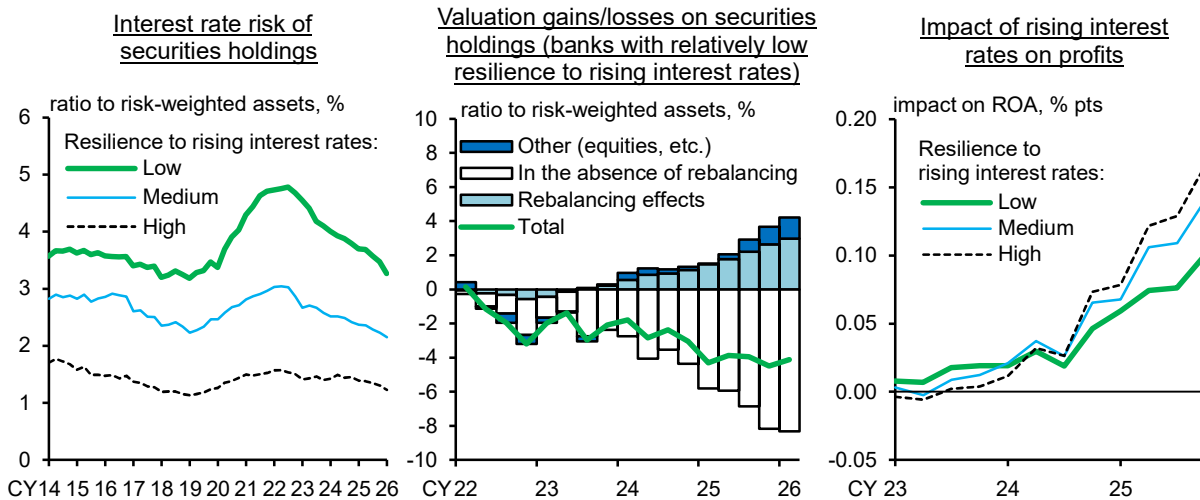 Interest rate risk of
securities holdings
ratio to risk-weighted assets, %
6
5
4
3
2
1
0
Resilience to rising interest rates:
Low
Medium
High
CY14 15 16 17 18 19 20 21 22 23 24 25 26
Valuation gains/losses on securities
holdings (banks with relatively low
resilience to rising interest rates)
ratio to risk-weighted assets, %
10
8
6
4
2
0
-2
-4
-6
-8
-10
Other (equities, etc.)
In the absence of rebalancing
Rebalancing effects
Total
CY 22 23 24 25 26
Impact of rising interest
rates on profits
impact on ROA, % pts
0.20
0.15
0.10
0.05
0.00
-0.05
Resilience to
rising interest rates:
Low
Medium
High
CY 23 24 25